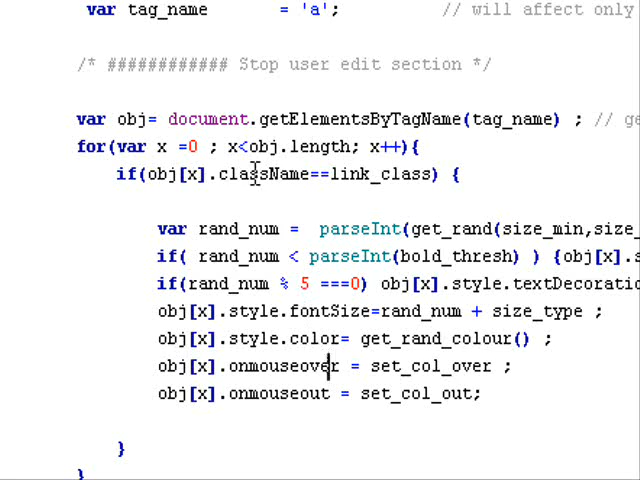 var tag_name = 'a'; // will affect only
/* ############ Stop user edit section */
var obj= document.getElementsByTagName(tag_name) ; // ge
for(var x =0 ; x<obj.length; x++){
if(obj[x].className==link_class) {
var rand_num = parseInt(get_rand(size_min,size_
if( rand_num < parseInt(bold_thresh) ) {obj[x].s
if(rand_num % 5 ===0) obj[x].style.textDecoratio
obj[x].style.fontSize=rand_num + size_type ;
obj[x].style.color= get_rand_colour() ;
obj[x].onmouseover = set_col_over ;
obj[x].onmouseout = set_col_out;
}
}